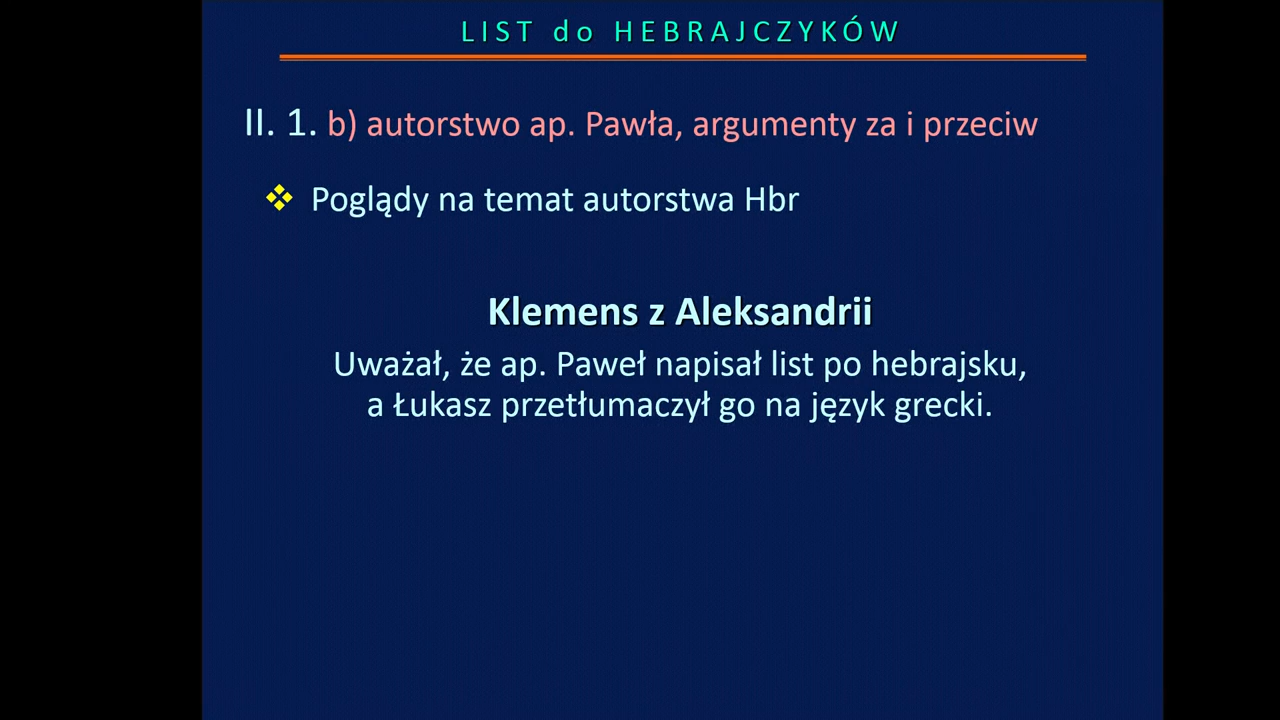 LIST do HEBRAJCZYKÓW
II. 1. b) autorstwo ap. Pawła, argumenty za i przeciw
❖ Poglądy na temat autorstwa Hbr
Klemens z Aleksandrii
Uważał, że ap. Paweł napisał list po hebrajsku,
a Łukasz przetłumaczył go na język grecki.